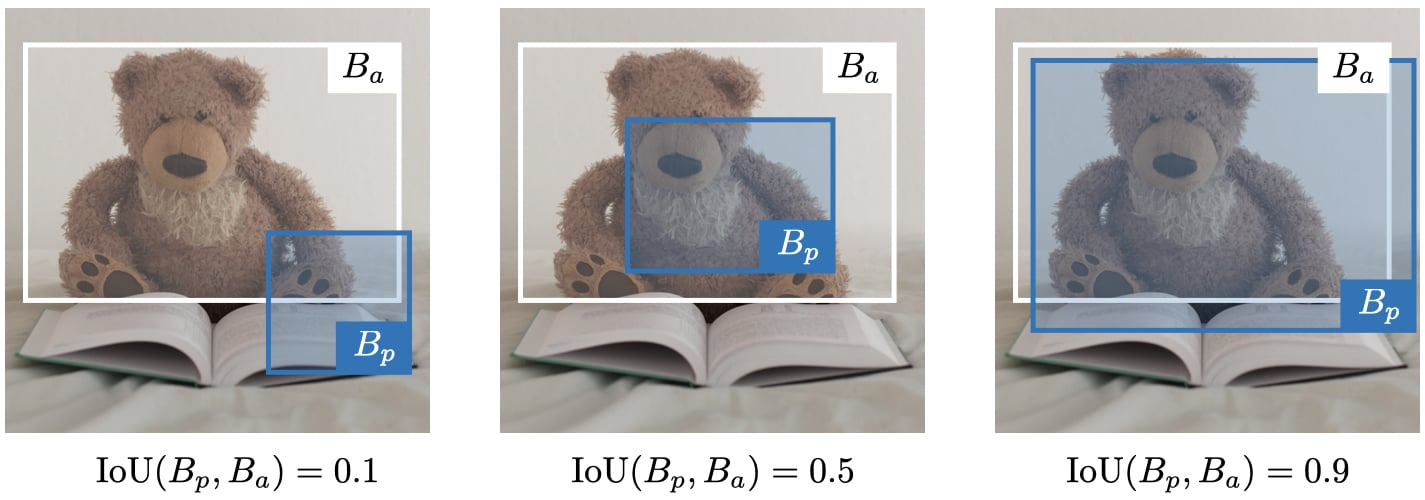 B_a
B_p
IoU(B_p, B_a) = 0.1
B_a
B_p
IoU(B_p, B_a) = 0.5
B_a
B_p
IoU(B_p, B_a) = 0.9